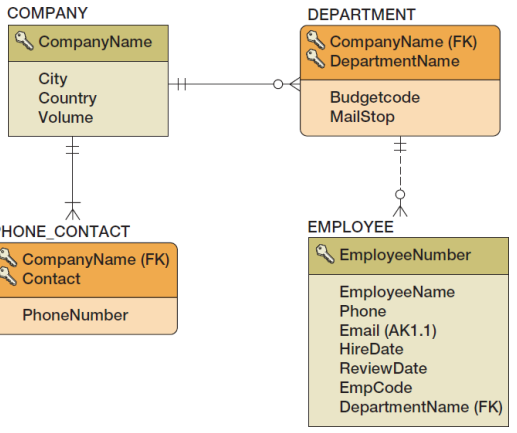 COMPANY
CompanyName
City
Country
Volume
DEPARTMENT
CompanyName (FK)
DepartmentName
Budgetcode
MailStop
PHONE_CONTACT
CompanyName (FK)
Contact
PhoneNumber
EMPLOYEE
EmployeeNumber
EmployeeName
Phone
Email (AK1.1)
HireDate
ReviewDate
EmpCode
DepartmentName (FK)